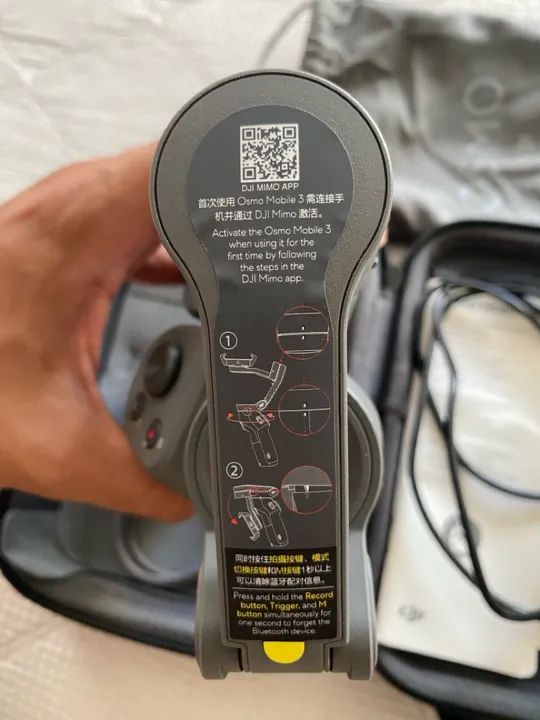 DJI MIMO APP
首次使用 Osmo Mobile 3 需连接手
机并通过 DJI Mimo 激活。
Activate the Osmo Mobile 3
when using it for the
first time by following
the steps in the
DJI Mimo app.
1
2
同时按住拍摄按键、模式
切换按键和M按键1秒以上
可以清除蓝牙配对信息。
Press and hold the Record
button, Trigger, and M
button simultaneously for
one second to forget the
Bluetooth device.